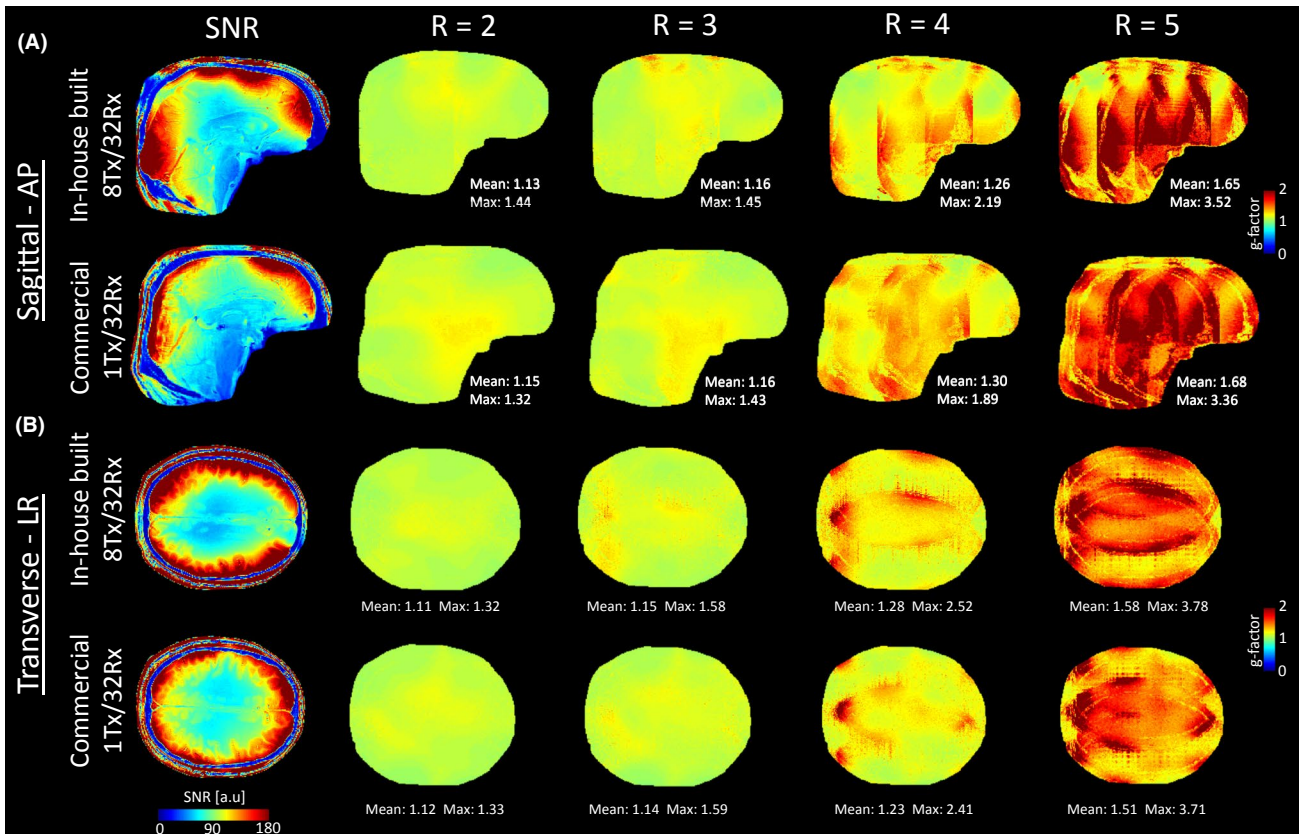 SNR R = 2 R = 3 R = 4 R = 5
(A)
Sagittal - AP
In-house built
8Tx/32Rx
Mean: 1.13
Max: 1.44
Mean: 1.16
Max: 1.45
Mean: 1.26
Max: 2.19
Mean: 1.65
Max: 3.52
2
1
0
g-factor
Commercial
1Tx/32Rx
Mean: 1.15
Max: 1.32
Mean: 1.16
Max: 1.43
Mean: 1.30
Max: 1.89
Mean: 1.68
Max: 3.36
(B)
Transverse - LR
In-house built
8Tx/32Rx
Mean: 1.11 Max: 1.32
Mean: 1.15 Max: 1.58
Mean: 1.28 Max: 2.52
Mean: 1.58 Max: 3.78
2
1
0
g-factor
Commercial
1Tx/32Rx
Mean: 1.12 Max: 1.33
Mean: 1.14 Max: 1.59
Mean: 1.23 Max: 2.41
Mean: 1.51 Max: 3.71
SNR [a.u]
0 90 180